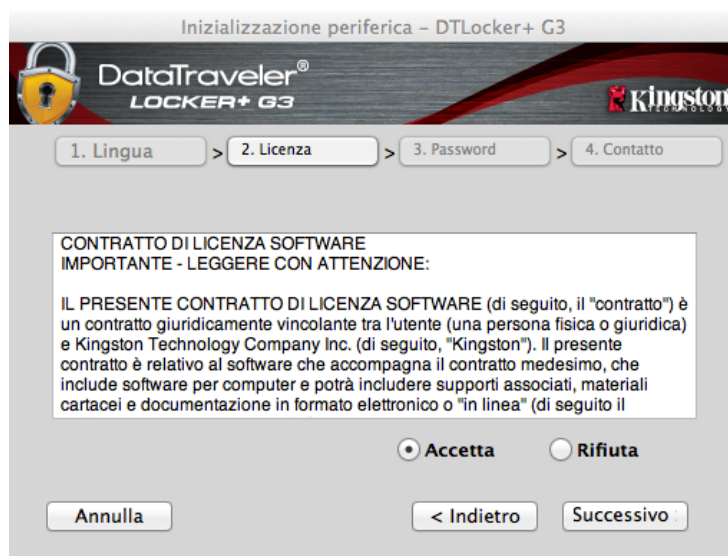 Inizializzazione periferica – DTLocker+ G3
DataTraveler®
LOCKER+ G3
Kingston
TECHNOLOGY
1. Lingua > 2. Licenza > 3. Password > 4. Contatto
CONTRATTO DI LICENZA SOFTWARE
IMPORTANTE - LEGGERE CON ATTENZIONE:
IL PRESENTE CONTRATTO DI LICENZA SOFTWARE (di seguito, il "contratto") è
un contratto giuridicamente vincolante tra l'utente (una persona fisica o giuridica)
e Kingston Technology Company Inc. (di seguito, "Kingston"). Il presente
contratto è relativo al software che accompagna il contratto medesimo, che
include software per computer e potrà includere supporti associati, materiali
cartacei e documentazione in formato elettronico o "in linea" (di seguito il
Accetta Rifiuta
Annulla < Indietro Successivo